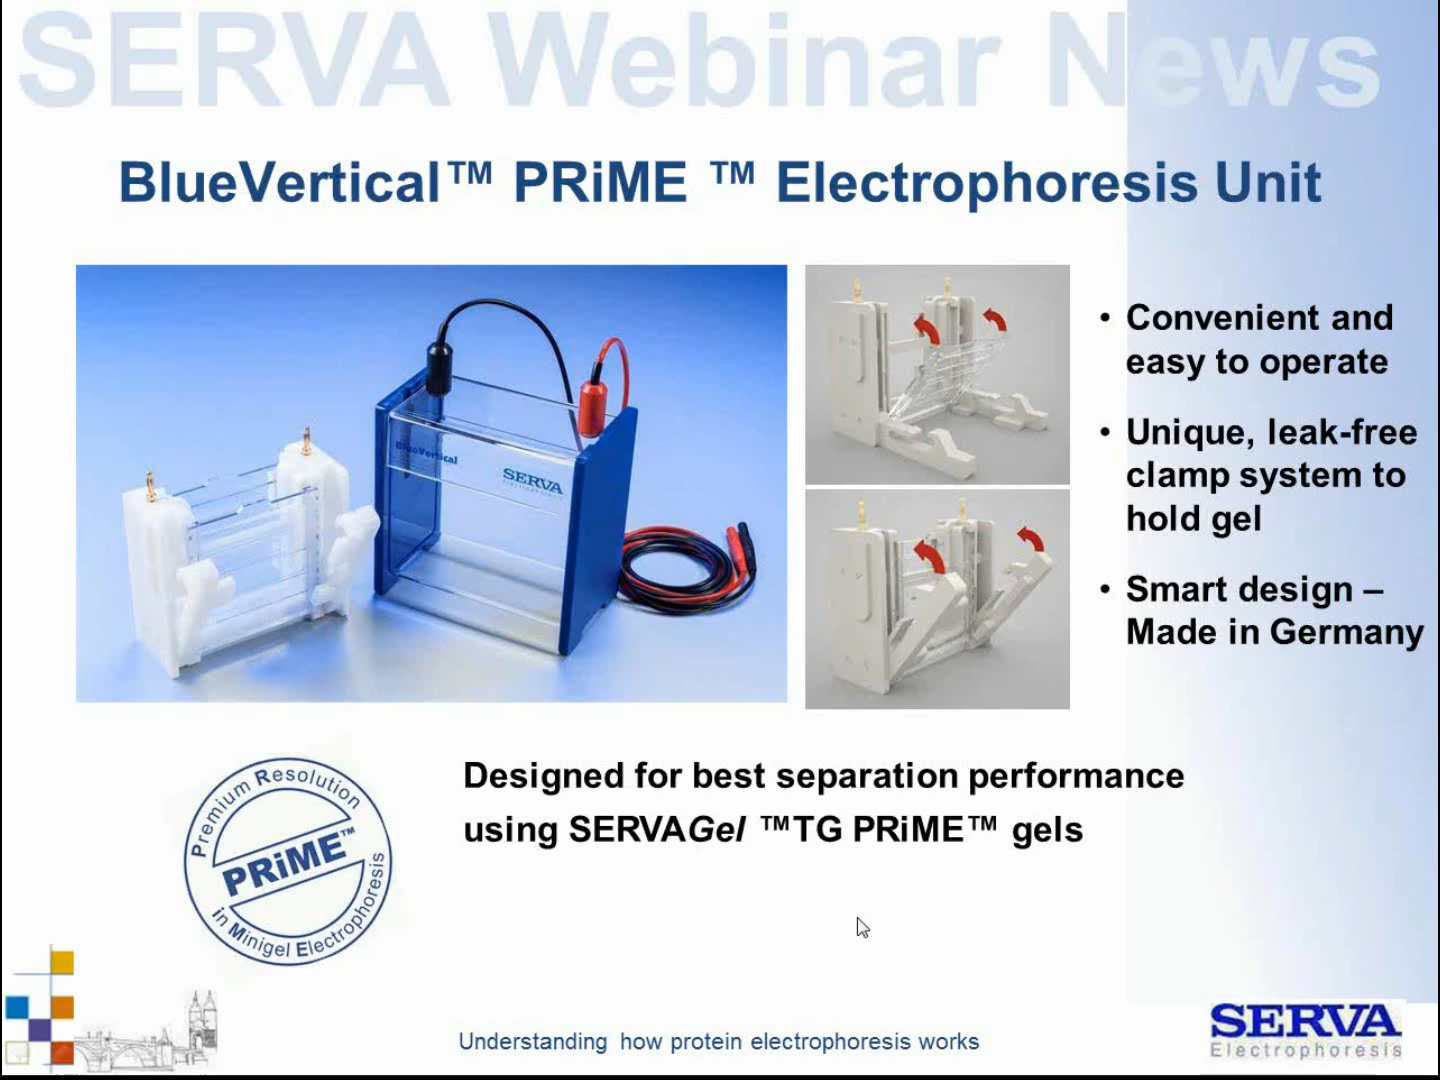 SERVA Webinar News
BlueVertical™ PRiME ™ Electrophoresis Unit
BlueVertical
SERVA
Electrophoresis
• Convenient and
easy to operate
• Unique, leak-free
clamp system to
hold gel
• Smart design –
Made in Germany
Premium Resolution
PRiME™
in Minigel Electrophoresis
Designed for best separation performance
using SERVAGel ™TG PRiME™ gels
Understanding how protein electrophoresis works
SERVA
Electrophoresis